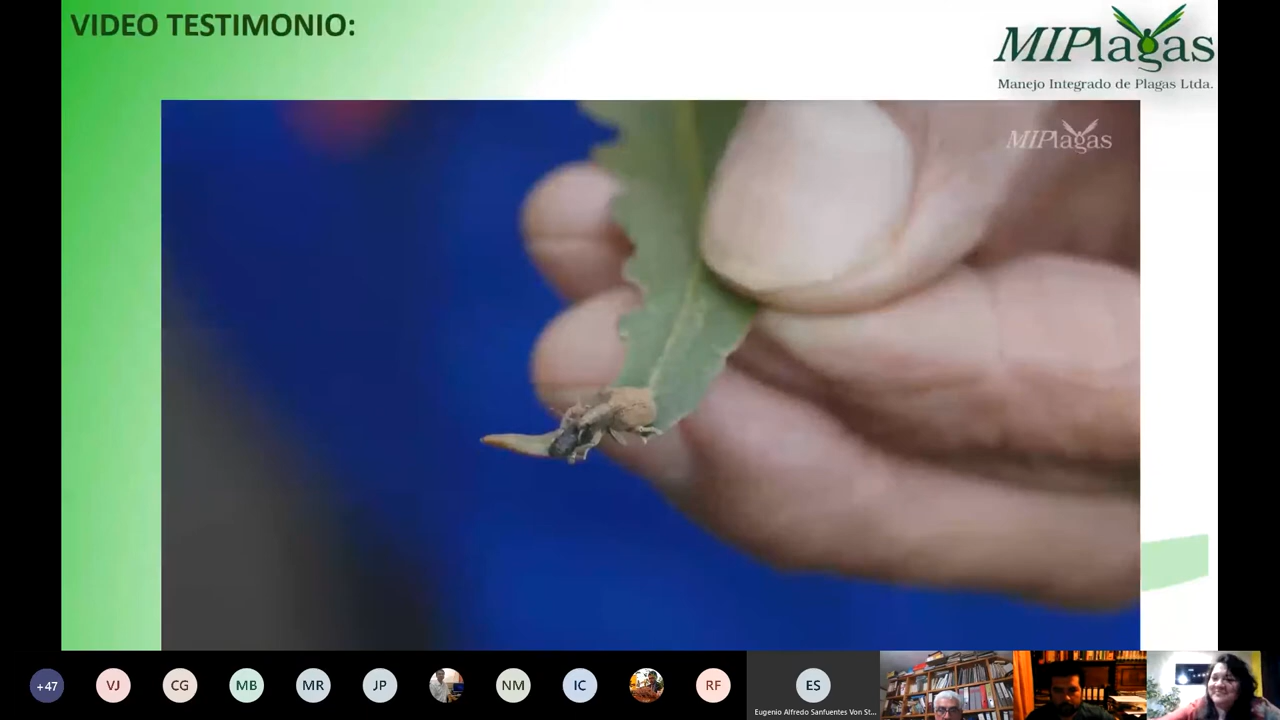 VIDEO TESTIMONIO:
MIPlagas
Manejo Integrado de Plagas Ltda.
MIPlagas
+47
VJ
CG
MB
MR
JP
NM
IC
RF
ES
Eugenio Alfredo Sanfuentes Von St...